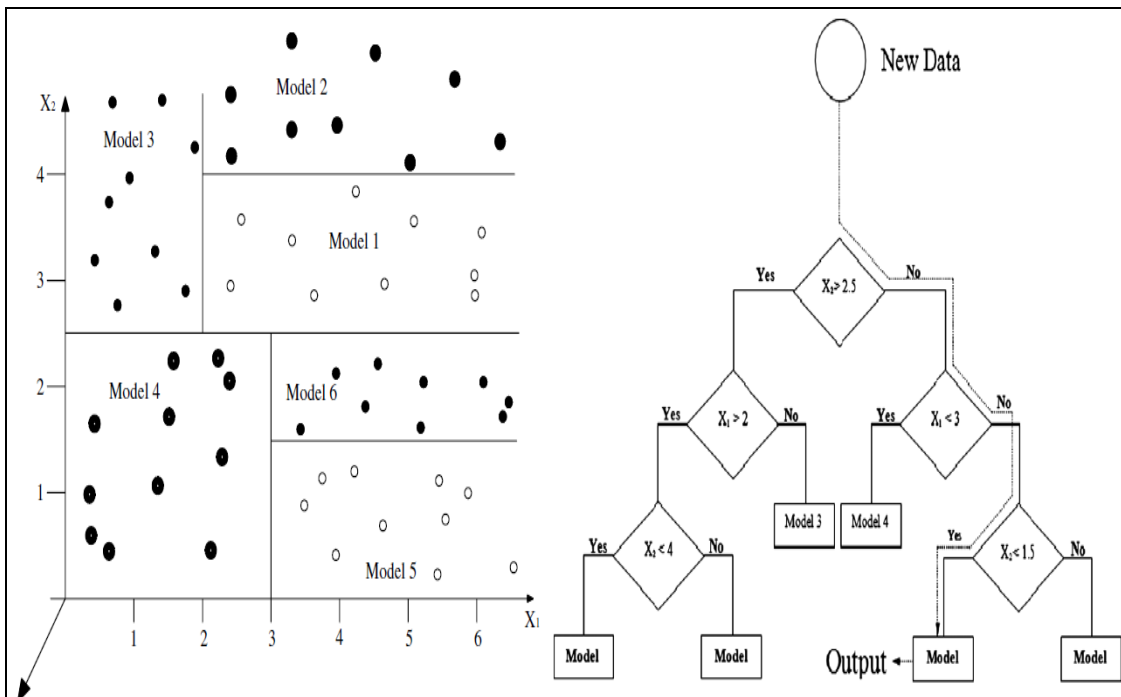 X2
Model 2
Model 3
4
Model 1
3
Model 4
Model 6
2
1
Model 5
X1
1 2 3 4 5 6
New Data
Yes
X2> 2.5
No
Yes
X1 > 2
No
Yes
X1 < 3
No
Model 3
Model 4
Yes
X2 < 4
No
Yes
X2 < 1.5
No
Model
Model
Output
Model
Model